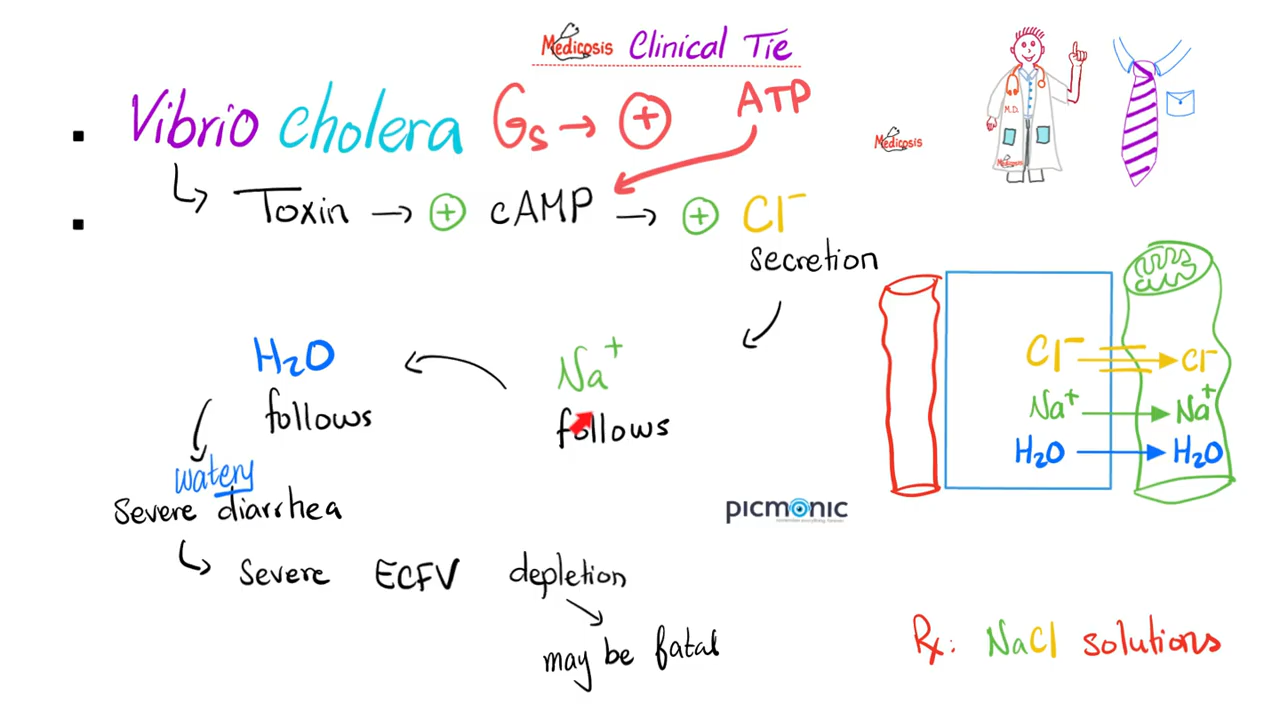 Medicosis Clinical Tie
Vibrio cholera Gs → ⊕ ATP
Toxin → ⊕ cAMP → ⊕ Cl⁻
secretion
Na⁺
follows
H₂O
follows
watery
Severe diarrhea
Severe ECFV depletion
may be fatal
M.D.
Medicosis
Medicosis
Cl⁻ → Cl⁻
Na⁺ → Na⁺
H₂O → H₂O
picmonic
Rx: NaCl solutions